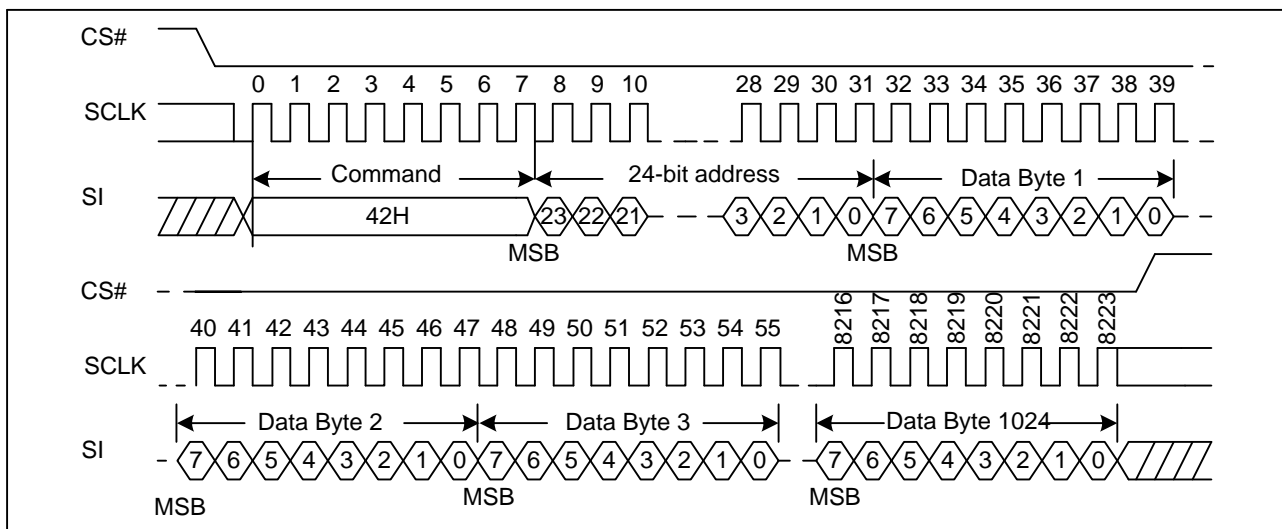 CS#
0 1 2 3 4 5 6 7 8 9 10 28 29 30 31 32 33 34 35 36 37 38 39
SCLK
Command 24-bit address Data Byte 1
SI
42H 23 22 21 3 2 1 0 7 6 5 4 3 2 1 0
MSB MSB
CS#
40 41 42 43 44 45 46 47 48 49 50 51 52 53 54 55 8216 8217 8218 8219 8220 8221 8222 8223
SCLK
Data Byte 2 Data Byte 3 Data Byte 1024
SI
7 6 5 4 3 2 1 0 7 6 5 4 3 2 1 0 7 6 5 4 3 2 1 0
MSB MSB MSB